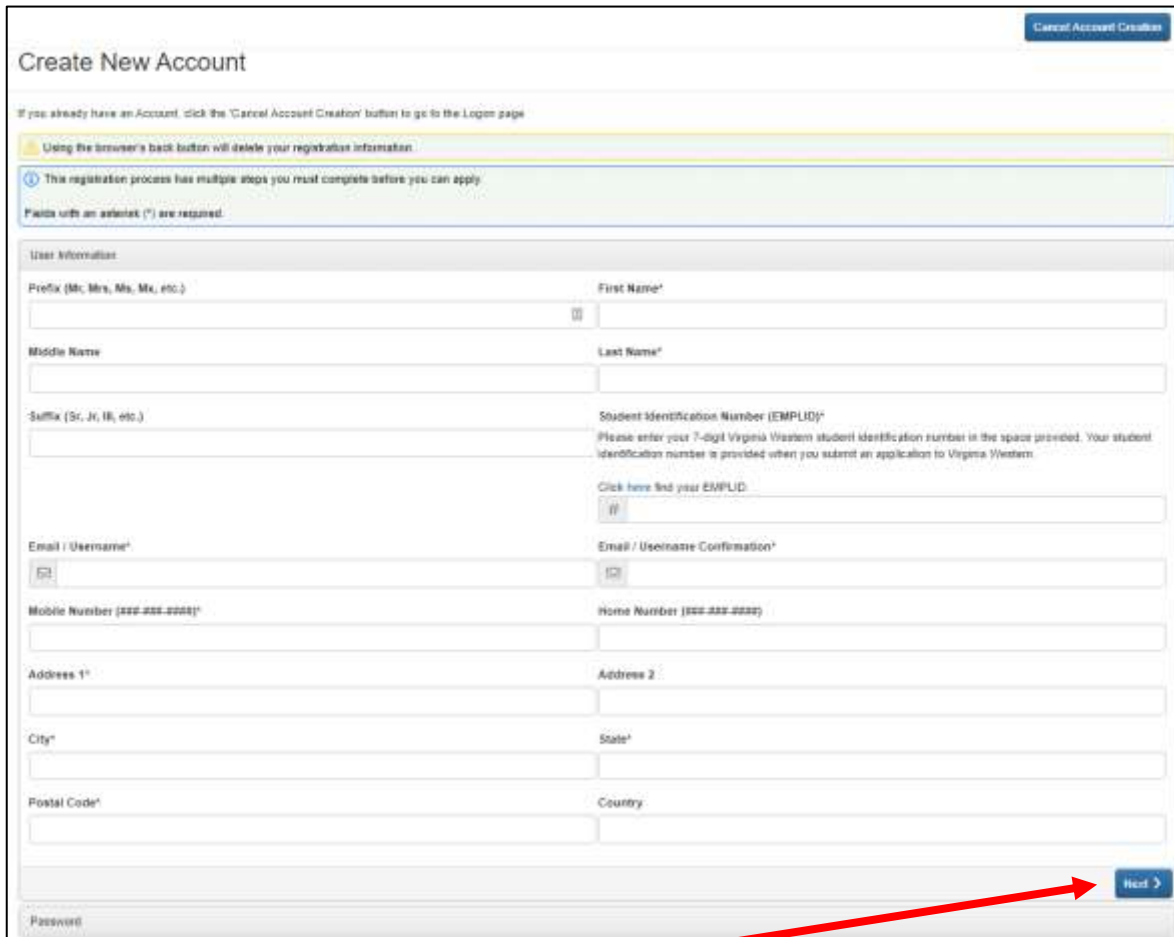 Cancel Account Creation
Create New Account
If you already have an Account, click the 'Cancel Account Creation' button to go to the Logon page
Using the browser's back button will delete your registration information
This registration process has multiple steps you must complete before you can apply
Fields with an asterisk (*) are required.
User Information
Prefix (Mr, Mrs, Ms, Mx, etc.)
First Name*
Middle Name
Last Name*
Suffix (Sr, Jr, III, etc.)
Student Identification Number (EMPLID)*
Please enter your 7-digit Virginia Western student identification number in the space provided. Your student
identification number is provided when you submit an application to Virginia Western.
Click here find your EMPLID
#
Email / Username*
Email / Username Confirmation*
Mobile Number (###-###-####)*
Home Number (###-###-####)
Address 1*
Address 2
City*
State*
Postal Code*
Country
Next
Password